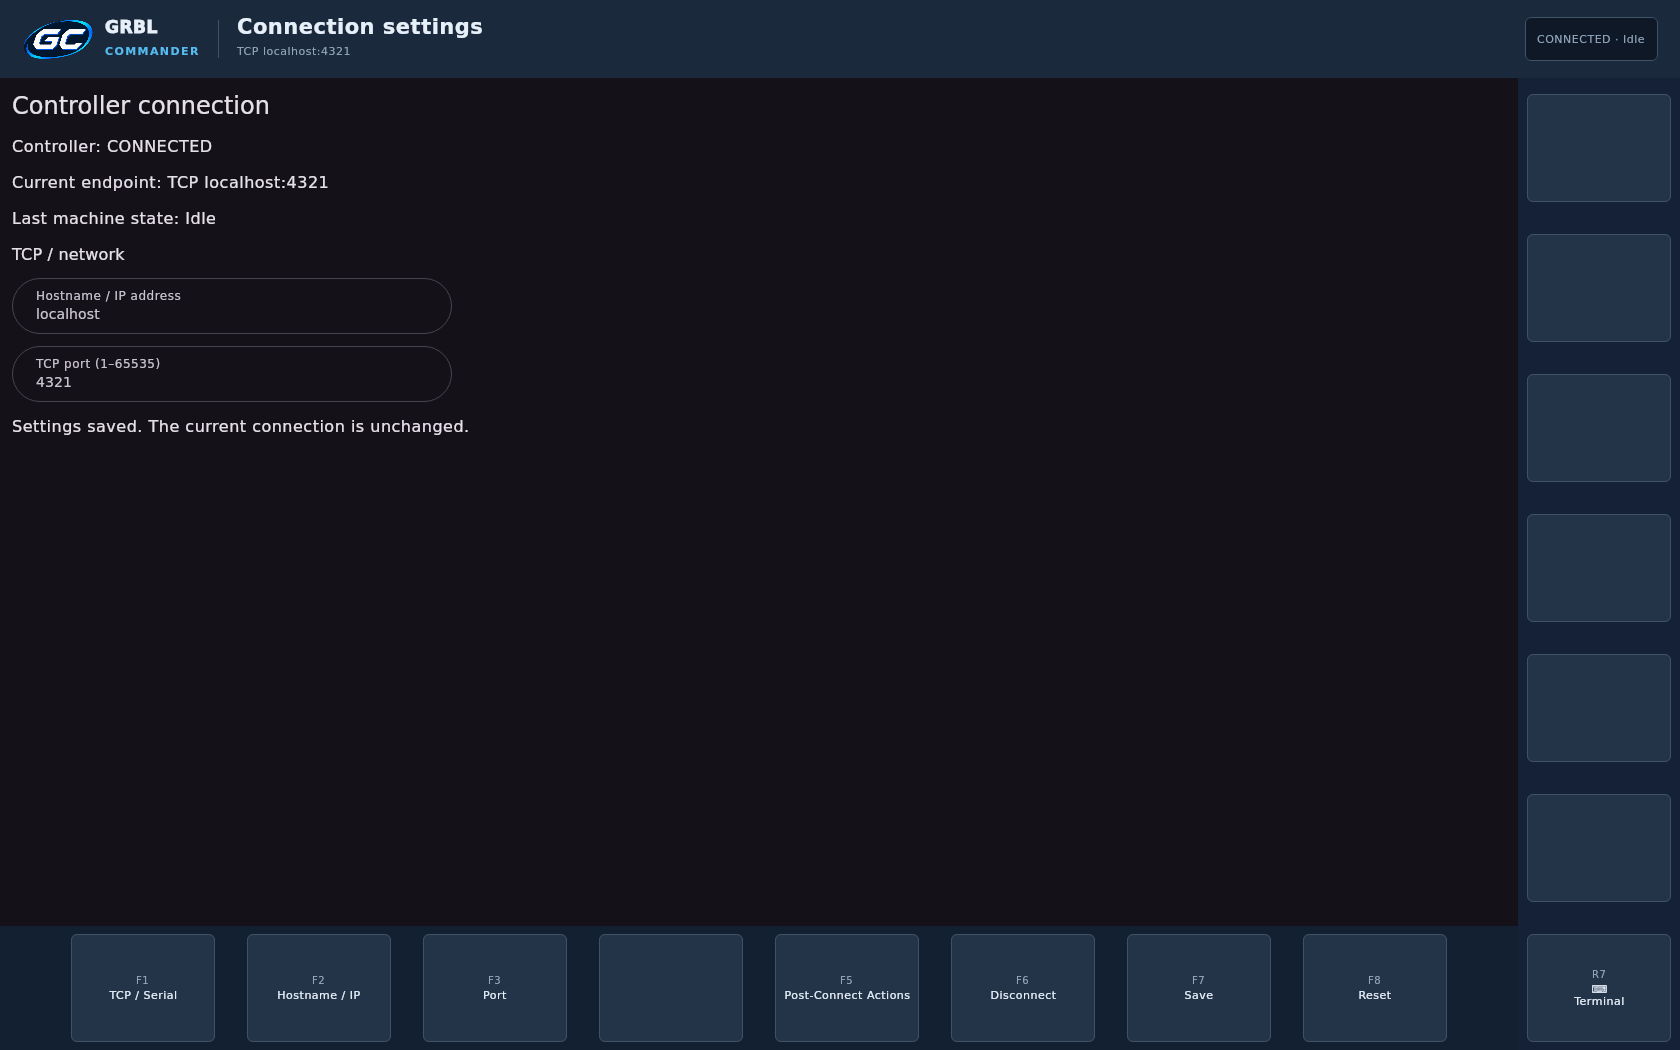 GC
GRBL
COMMANDER
Connection settings
TCP localhost:4321
CONNECTED · Idle
Controller connection
Controller: CONNECTED
Current endpoint: TCP localhost:4321
Last machine state: Idle
TCP / network
Hostname / IP address
localhost
TCP port (1–65535)
4321
Settings saved. The current connection is unchanged.
F1
TCP / Serial
F2
Hostname / IP
F3
Port
F5
Post-Connect Actions
F6
Disconnect
F7
Save
F8
Reset
R7
Terminal